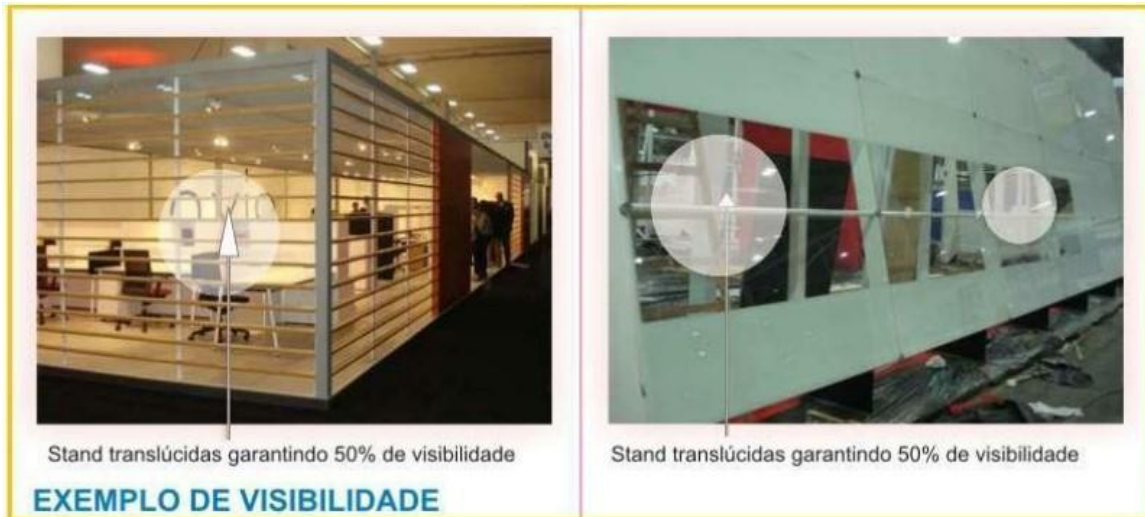 Stand translúcidas garantindo 50% de visibilidade
Stand translúcidas garantindo 50% de visibilidade
EXEMPLO DE VISIBILIDADE